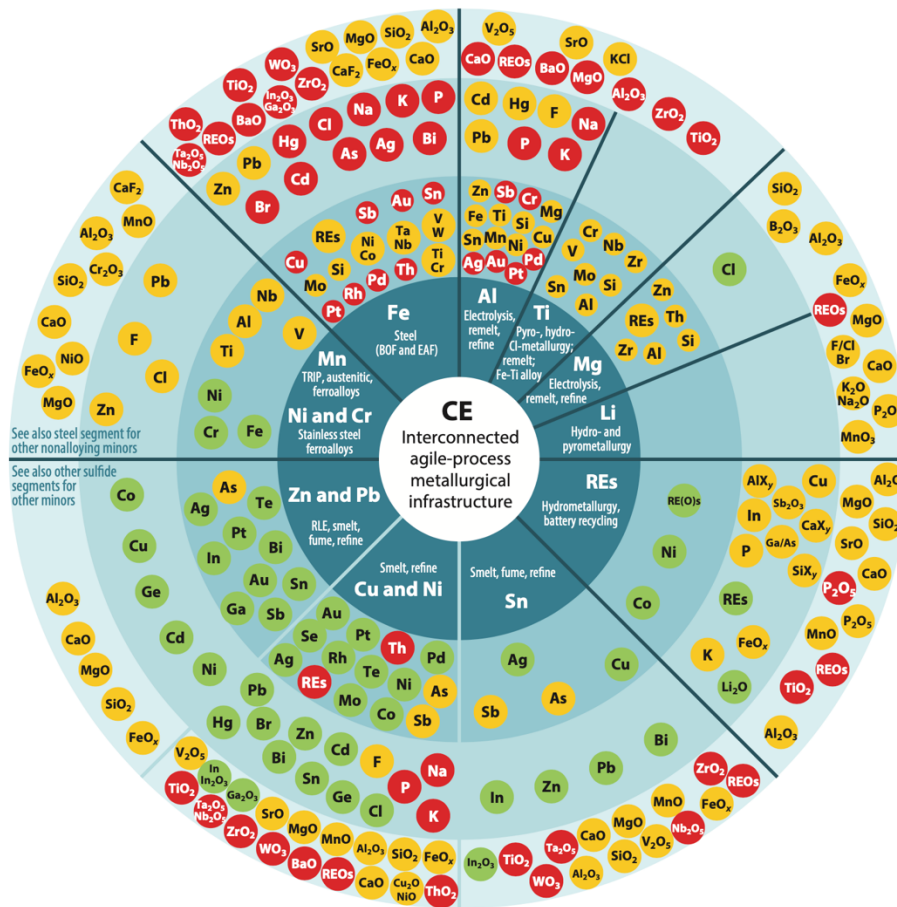 CE
Interconnected
agile-process
metallurgical
infrastructure
Fe
Steel
(BOF and EAF)
Al
Electrolysis,
remelt,
refine
Ti
Pyro-, hydro-
Cl-metallurgy;
remelt;
Fe-Ti alloy
Mg
Electrolysis,
remelt, refine
Li
Hydro- and
pyrometallurgy
REs
Hydrometallurgy,
battery recycling
Sn
Smelt, fume, refine
Cu and Ni
Smelt, refine
Zn and Pb
RLE, smelt,
fume, refine
Ni and Cr
Stainless steel
ferroalloys
Mn
TRIP, austenitic,
ferroalloys
See also steel segment for
other nonalloying minors
See also other sulfide
segments for
other minors
ThO₂
Ta₂O₅
Nb₂O₅
REOs
TiO₂
BaO
WO₃
In₂O₃
Ga₂O₃
ZrO₂
SrO
CaF₂
MgO
FeOₓ
SiO₂
CaO
Al₂O₃
Zn
Pb
Br
Hg
Cd
Cl
Na
As
K
Ag
P
Bi
Cu
Mo
Pt
REs
Si
Rh
Sb
Ni
Co
Pd
Au
Ta
Nb
Th
Sn
V
W
Ti
Cr
V₂O₅
CaO
REOs
SrO
BaO
MgO
KCl
Al₂O₃
ZrO₂
TiO₂
Cd
Hg
F
Na
Pb
P
K
Zn
Sb
Cr
Mg
Fe
Ti
Si
Cu
Sn
Mn
Ni
Ag
Au
Pt
Pd
Cr
Nb
V
Zr
Mo
Si
Sn
Al
Cl
Zn
REs
Th
Si
Zr
Al
SiO₂
B₂O₃
Al₂O₃
FeOₓ
REOs
MgO
F/Cl
Br
CaO
K₂O
Na₂O
P₂O
MnO₃
RE(O)s
Ni
Co
AlXᵧ
Cu
Sb₂O₃
In
CaXᵧ
Ga/As
P
SiXᵧ
REs
K
FeOₓ
Li₂O
Al₂O
MgO
SiO₂
SrO
CaO
P₂O₅
P₂O₅
MnO
REOs
TiO₂
Al₂O₃
Ag
Cu
Sb
As
Bi
Pb
Zn
In
ZrO₂
REOs
FeOₓ
MnO
Nb₂O₅
MgO
V₂O₅
CaO
SiO₂
Ta₂O₅
Al₂O₃
WO₃
TiO₂
In₂O₃
Au
Se
Pt
Th
Ag
Rh
Pd
REs
Te
Ni
As
Mo
Co
Sb
Pb
Hg
Br
Zn
Bi
Cd
Sn
F
Na
Ge
P
Cl
K
V₂O₅
In
In₂O₃
TiO₂
Ga₂O₃
Ta₂O₅
Nb₂O₅
SrO
ZrO₂
MgO
WO₃
MnO
BaO
Al₂O₃
REOs
SiO₂
CaO
FeOₓ
Cu₂O
NiO
ThO₂
As
Te
Ag
Pt
Bi
In
Au
Sn
Ga
Sb
Co
Cu
Ge
Cd
Ni
Al₂O₃
CaO
MgO
SiO₂
FeOₓ
CaF₂
MnO
Al₂O₃
Cr₂O₃
SiO₂
CaO
NiO
FeOₓ
MgO
Pb
F
Cl
Zn
Nb
Al
V
Ti
Ni
Cr
Fe